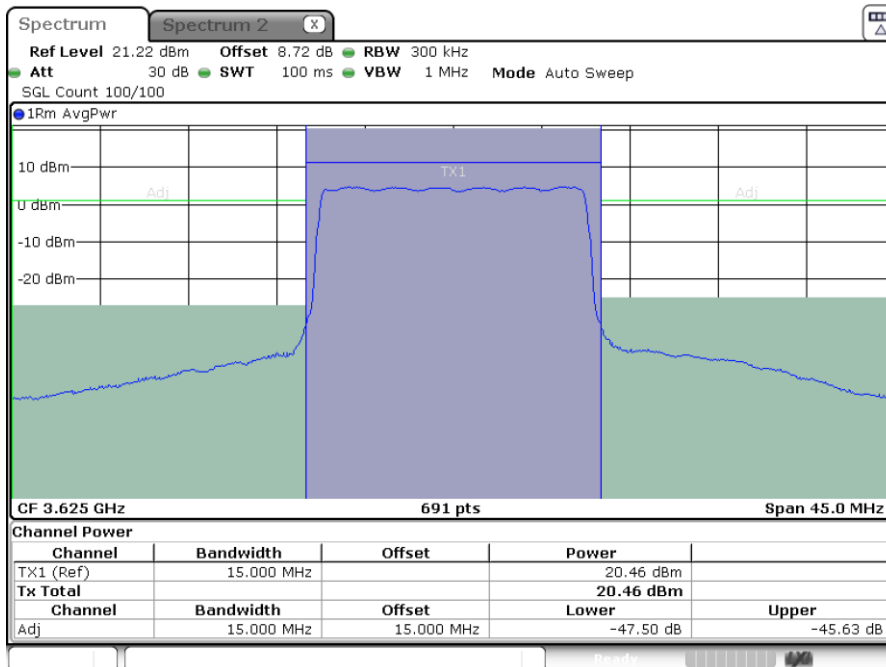 Spectrum Spectrum 2 X
Ref Level 21.22 dBm Offset 8.72 dB RBW 300 kHz
Att 30 dB SWT 100 ms VBW 1 MHz Mode Auto Sweep
SGL Count 100/100
1Rm AvgPwr
10 dBm
TX1
Adj Adj
0 dBm
-10 dBm
-20 dBm
CF 3.625 GHz 691 pts Span 45.0 MHz
Channel Power
Channel Bandwidth Offset Power
TX1 (Ref) 15.000 MHz 20.46 dBm
Tx Total 20.46 dBm
Channel Bandwidth Offset Lower Upper
Adj 15.000 MHz 15.000 MHz -47.50 dB -45.63 dB
Ready